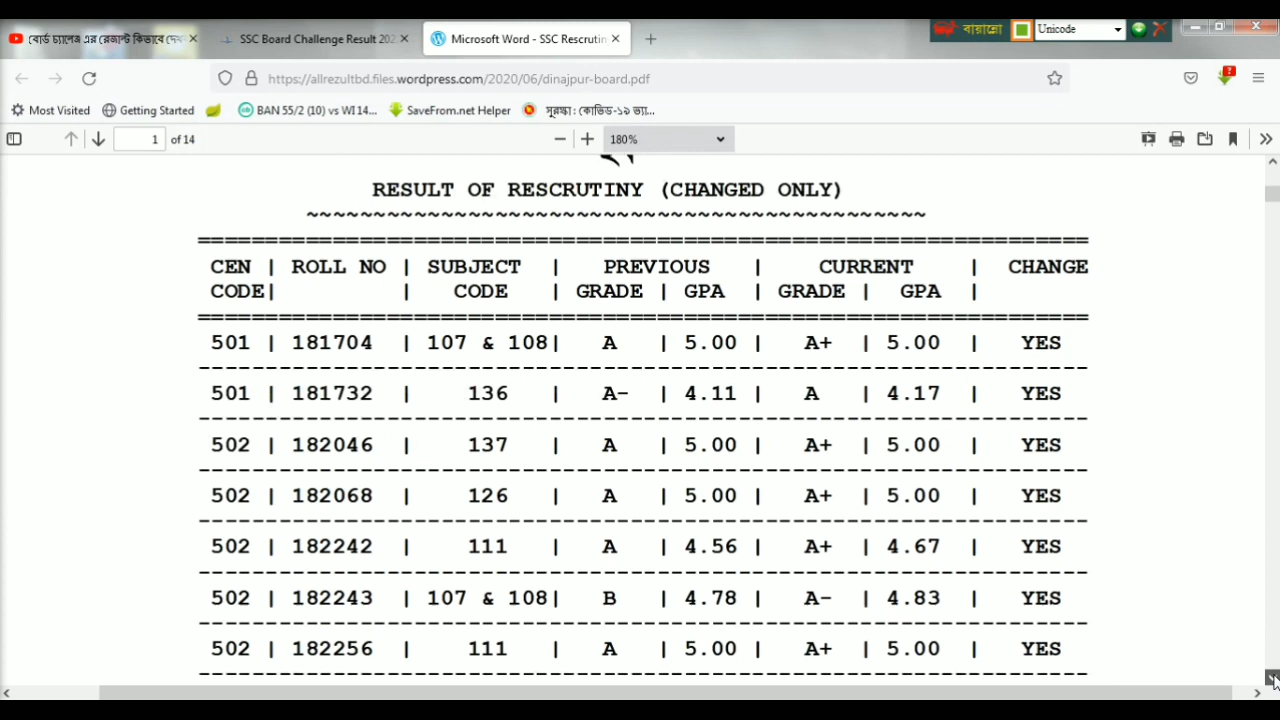 বোর্ড চ্যালেঞ্জ এর রেজাল্ট কিভাবে দেখ
SSC Board Challenge Result 202
Microsoft Word - SSC Rescrutin
বায়ান্নো
Unicode
https://allrezultbd.files.wordpress.com/2020/06/dinajpur-board.pdf
?
Most Visited
Getting Started
BAN 55/2 (10) vs WI 14...
SaveFrom.net Helper
সুরক্ষা : কোভিড-১৯ ভ্যা...
1 of 14
180%
RESULT OF RESCRUTINY (CHANGED ONLY)
~~~~~~~~~~~~~~~~~~~~~~~~~~~~~~~~~~~~~~~~~~~~~~
==================================================================
CEN | ROLL NO | SUBJECT | PREVIOUS | CURRENT | CHANGE
CODE| | CODE | GRADE | GPA | GRADE | GPA |
==================================================================
501 | 181704 | 107 & 108| A | 5.00 | A+ | 5.00 | YES
------------------------------------------------------------------
501 | 181732 | 136 | A- | 4.11 | A | 4.17 | YES
------------------------------------------------------------------
502 | 182046 | 137 | A | 5.00 | A+ | 5.00 | YES
------------------------------------------------------------------
502 | 182068 | 126 | A | 5.00 | A+ | 5.00 | YES
------------------------------------------------------------------
502 | 182242 | 111 | A | 4.56 | A+ | 4.67 | YES
------------------------------------------------------------------
502 | 182243 | 107 & 108| B | 4.78 | A- | 4.83 | YES
------------------------------------------------------------------
502 | 182256 | 111 | A | 5.00 | A+ | 5.00 | YES
------------------------------------------------------------------